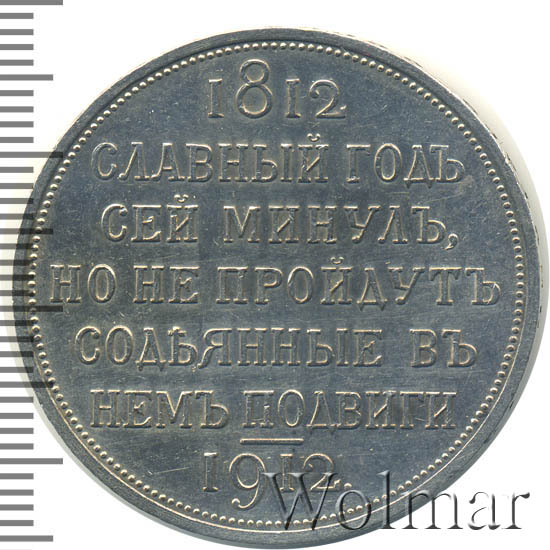 1812
СЛАВНЫЙ ГОДЪ
СЕЙ МИНУЛЪ,
НО НЕ ПРОЙДУТЪ
СОДѢЯННЫЕ ВЪ
НЕМЪ ПОДВИГИ
1912.
Wolmar